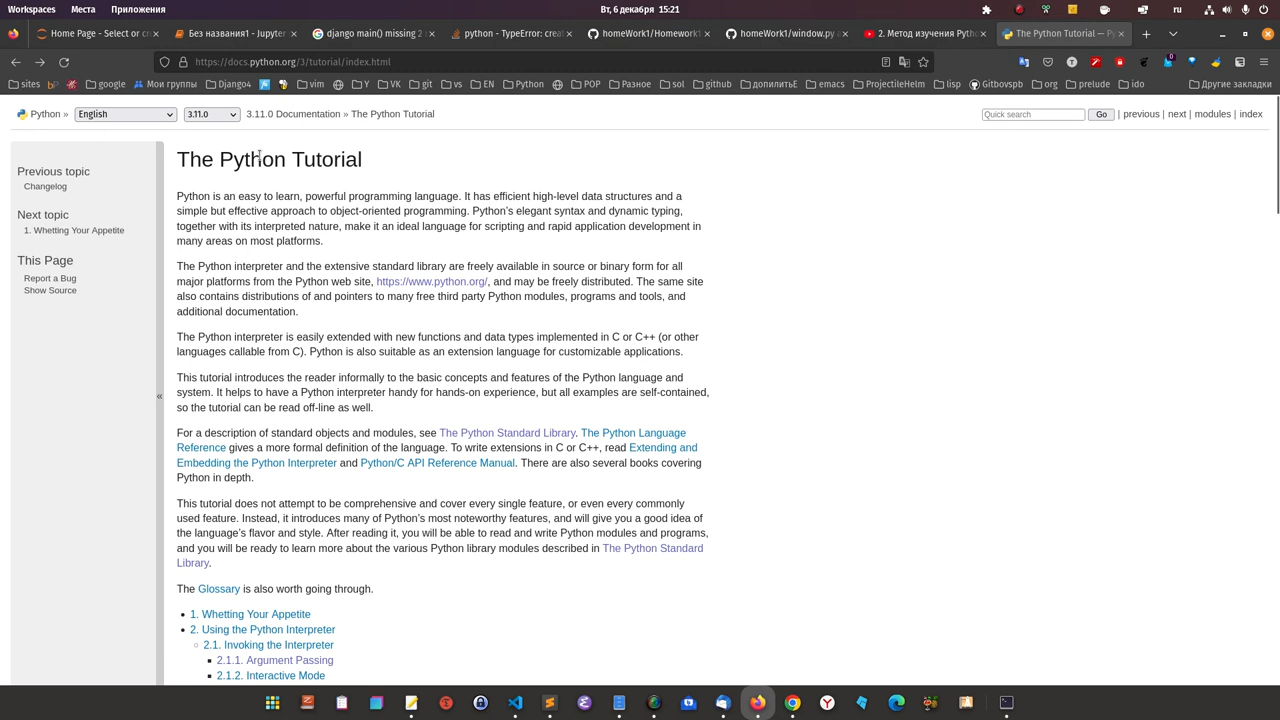 Workspaces Места Приложения Вт, 6 декабря 15:21 ru
Home Page - Select or cr Без названия1 - Jupyter django main() missing 2 python - TypeError: creat homeWork1/Homework1. homeWork1/window.py a 2. Метод изучения Python The Python Tutorial — Py
https://docs.python.org/3/tutorial/index.html
sites google Мои группы Django4 vim Y VK git vs EN Python POP Разное sol github допилитьЕ emacs ProjectileHelm lisp Gitbovspb org prelude ido Другие закладки
Python » English 3.11.0 3.11.0 Documentation » The Python Tutorial Quick search Go | previous | next | modules | index
Previous topic
Changelog
Next topic
1. Whetting Your Appetite
This Page
Report a Bug
Show Source
«
The Python Tutorial
Python is an easy to learn, powerful programming language. It has efficient high-level data structures and a
simple but effective approach to object-oriented programming. Python's elegant syntax and dynamic typing,
together with its interpreted nature, make it an ideal language for scripting and rapid application development in
many areas on most platforms.
The Python interpreter and the extensive standard library are freely available in source or binary form for all
major platforms from the Python web site, https://www.python.org/, and may be freely distributed. The same site
also contains distributions of and pointers to many free third party Python modules, programs and tools, and
additional documentation.
The Python interpreter is easily extended with new functions and data types implemented in C or C++ (or other
languages callable from C). Python is also suitable as an extension language for customizable applications.
This tutorial introduces the reader informally to the basic concepts and features of the Python language and
system. It helps to have a Python interpreter handy for hands-on experience, but all examples are self-contained,
so the tutorial can be read off-line as well.
For a description of standard objects and modules, see The Python Standard Library. The Python Language
Reference gives a more formal definition of the language. To write extensions in C or C++, read Extending and
Embedding the Python Interpreter and Python/C API Reference Manual. There are also several books covering
Python in depth.
This tutorial does not attempt to be comprehensive and cover every single feature, or even every commonly
used feature. Instead, it introduces many of Python's most noteworthy features, and will give you a good idea of
the language's flavor and style. After reading it, you will be able to read and write Python modules and programs,
and you will be ready to learn more about the various Python library modules described in The Python Standard
Library.
The Glossary is also worth going through.
• 1. Whetting Your Appetite
• 2. Using the Python Interpreter
◦ 2.1. Invoking the Interpreter
▪ 2.1.1. Argument Passing
▪ 2.1.2. Interactive Mode